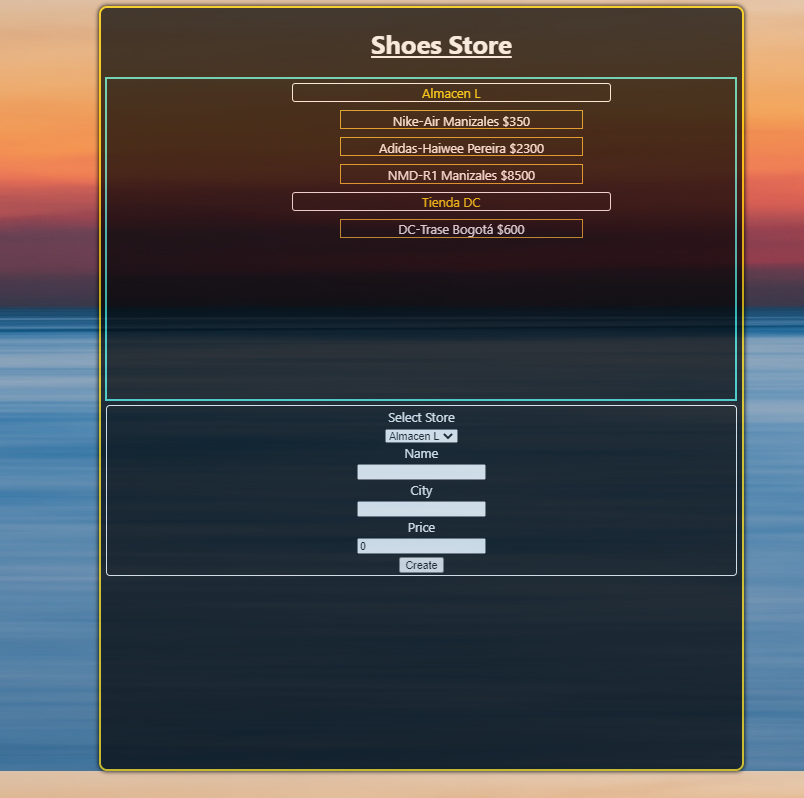 Shoes Store
Almacen L
Nike-Air Manizales $350
Adidas-Haiwee Pereira $2300
NMD-R1 Manizales $8500
Tienda DC
DC-Trase Bogotá $600
Select Store
Almacen L
Name
City
Price
0
Create